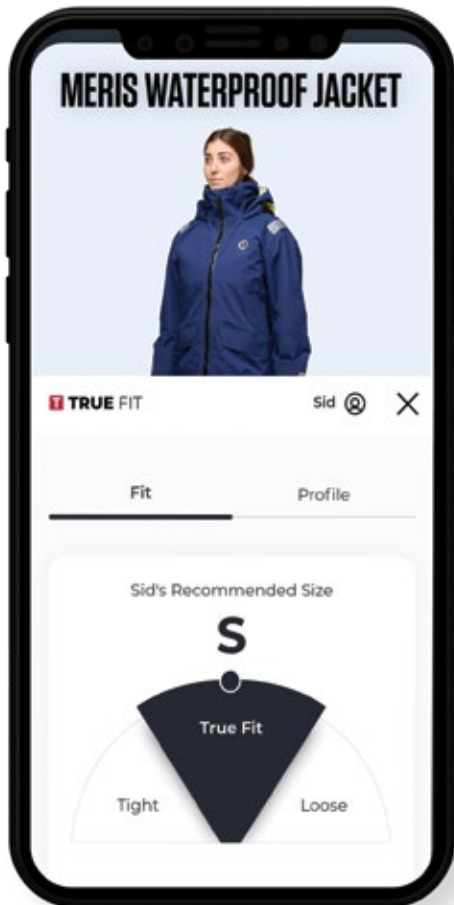 MERIS WATERPROOF JACKET
T TRUE FIT
Sid
Fit
Profile
Sid's Recommended Size
S
True Fit
Tight
Loose